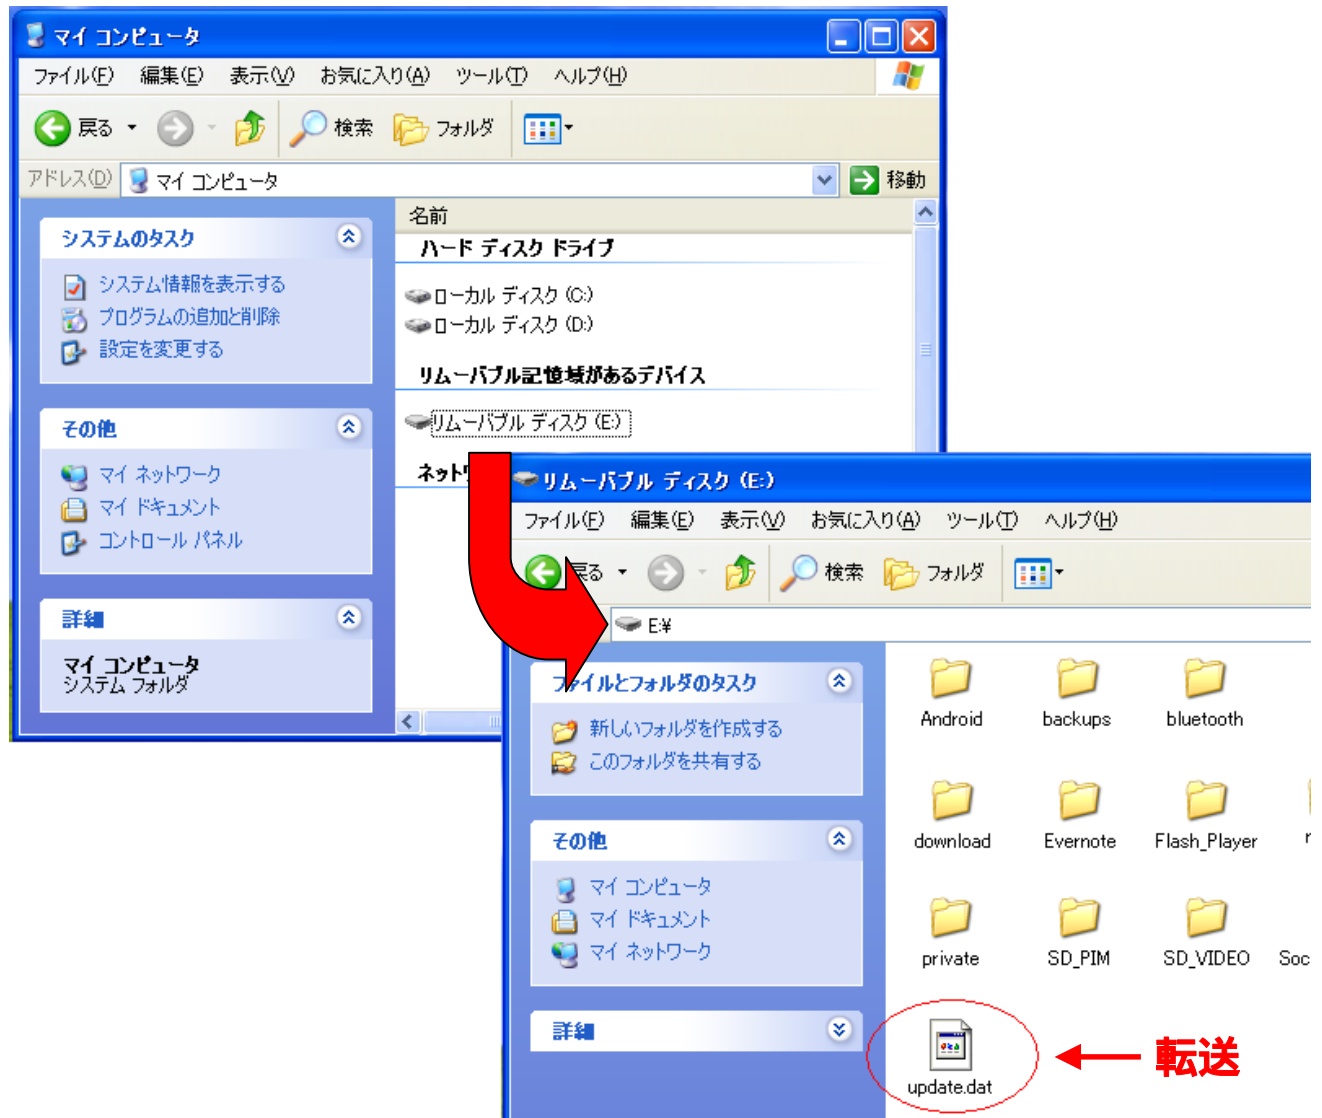 マイ コンピュータ
ファイル(F) 編集(E) 表示(V) お気に入り(A) ツール(T) ヘルプ(H)
戻る 検索 フォルダ
アドレス(D) マイ コンピュータ 移動
システムのタスク
システム情報を表示する
プログラムの追加と削除
設定を変更する
その他
マイ ネットワーク
マイ ドキュメント
コントロール パネル
詳細
マイ コンピュータ
システム フォルダ
名前
ハード ディスク ドライブ
ローカル ディスク (C:)
ローカル ディスク (D:)
リムーバブル記憶域があるデバイス
リムーバブル ディスク (E:)
ネットワ
リムーバブル ディスク (E:)
ファイル(F) 編集(E) 表示(V) お気に入り(A) ツール(T) ヘルプ(H)
戻る 検索 フォルダ
E:¥
ファイルとフォルダのタスク
新しいフォルダを作成する
このフォルダを共有する
その他
マイ コンピュータ
マイ ドキュメント
マイ ネットワーク
詳細
Android backups bluetooth
download Evernote Flash_Player
private SD_PIM SD_VIDEO Soc
update.dat
転送